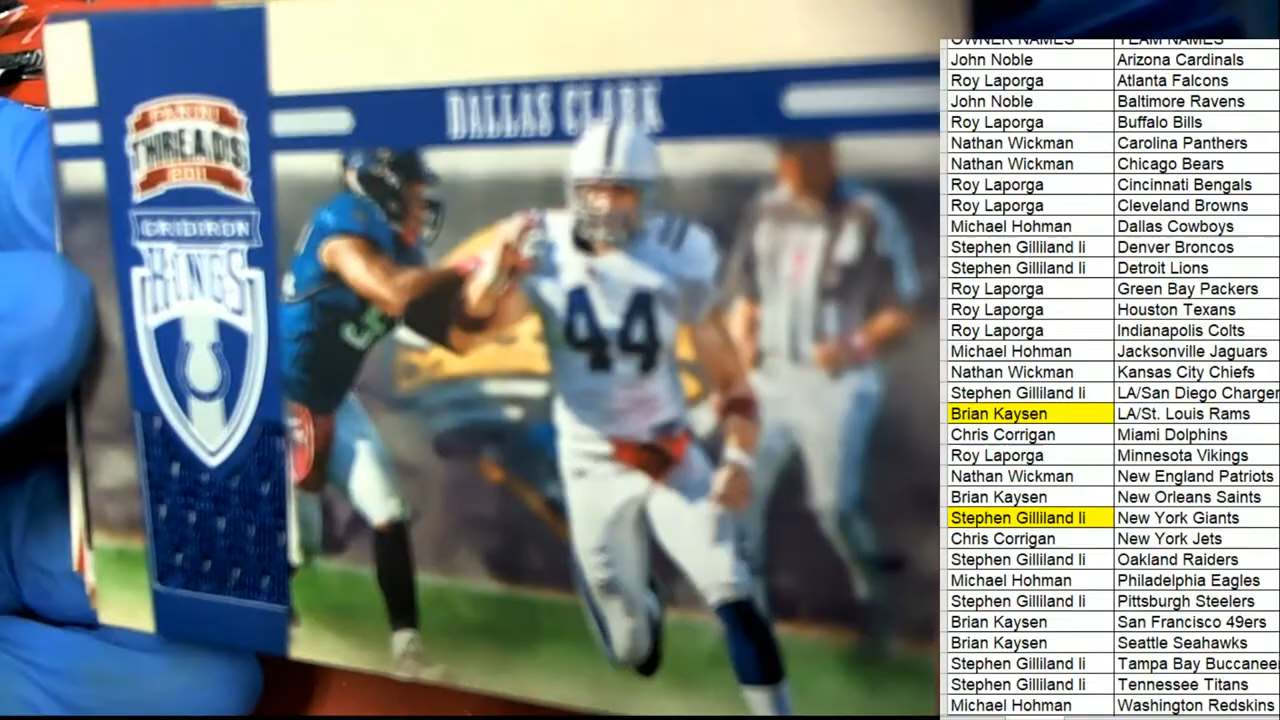 DALLAS CLARK
PANINI
THREADS
2011
GRIDIRON
KINGS
44
OWNER NAMES TEAM NAMES
John Noble Arizona Cardinals
Roy Laporga Atlanta Falcons
John Noble Baltimore Ravens
Roy Laporga Buffalo Bills
Nathan Wickman Carolina Panthers
Nathan Wickman Chicago Bears
Roy Laporga Cincinnati Bengals
Roy Laporga Cleveland Browns
Michael Hohman Dallas Cowboys
Stephen Gilliland Ii Denver Broncos
Stephen Gilliland Ii Detroit Lions
Roy Laporga Green Bay Packers
Roy Laporga Houston Texans
Roy Laporga Indianapolis Colts
Michael Hohman Jacksonville Jaguars
Nathan Wickman Kansas City Chiefs
Stephen Gilliland Ii LA/San Diego Charger
Brian Kaysen LA/St. Louis Rams
Chris Corrigan Miami Dolphins
Roy Laporga Minnesota Vikings
Nathan Wickman New England Patriots
Brian Kaysen New Orleans Saints
Stephen Gilliland Ii New York Giants
Chris Corrigan New York Jets
Stephen Gilliland Ii Oakland Raiders
Michael Hohman Philadelphia Eagles
Stephen Gilliland Ii Pittsburgh Steelers
Brian Kaysen San Francisco 49ers
Brian Kaysen Seattle Seahawks
Stephen Gilliland Ii Tampa Bay Buccanee
Stephen Gilliland Ii Tennessee Titans
Michael Hohman Washington Redskins